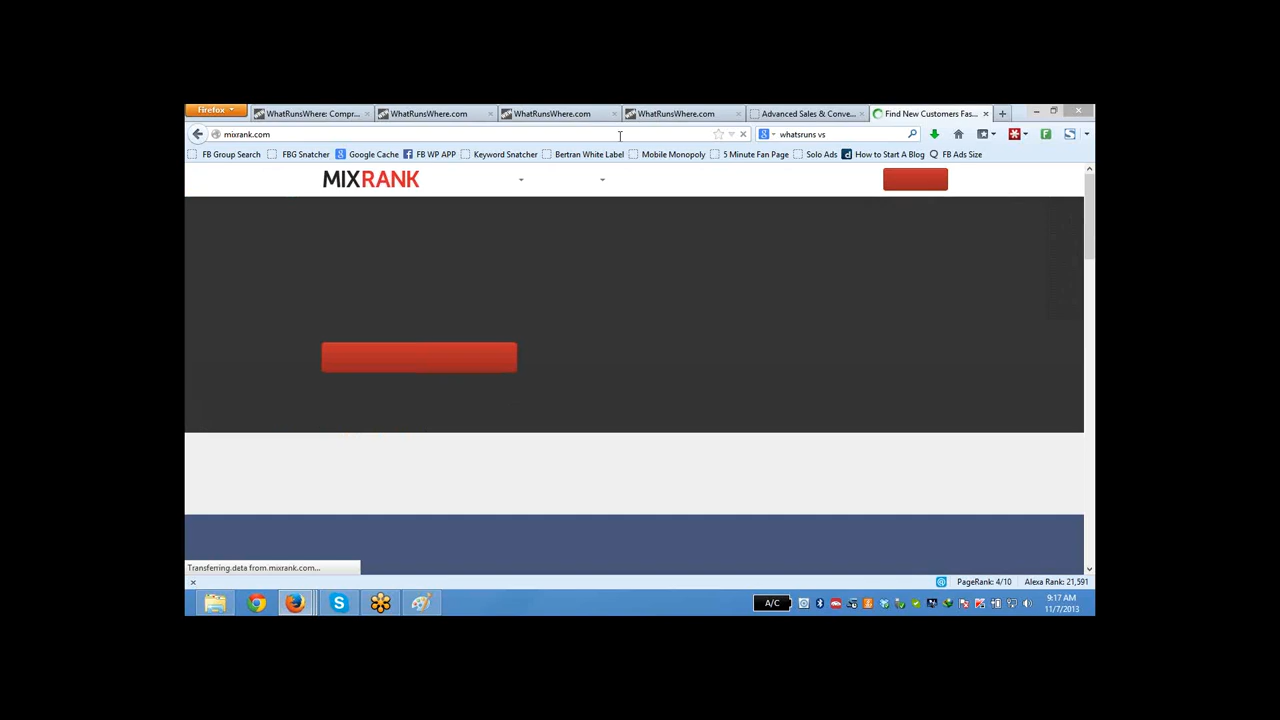 Firefox
WhatRunsWhere: Compr...
WhatRunsWhere.com
WhatRunsWhere.com
WhatRunsWhere.com
Advanced Sales & Conve...
Find New Customers Fas...
mixrank.com
whatsruns vs
FB Group Search
FBG Snatcher
Google Cache
FB WP APP
Keyword Snatcher
Bertran White Label
Mobile Monopoly
5 Minute Fan Page
Solo Ads
How to Start A Blog
FB Ads Size
MIXRANK
Transferring data from mixrank.com...
PageRank: 4/10
Alexa Rank: 21,591
A/C
9:17 AM
11/7/2013